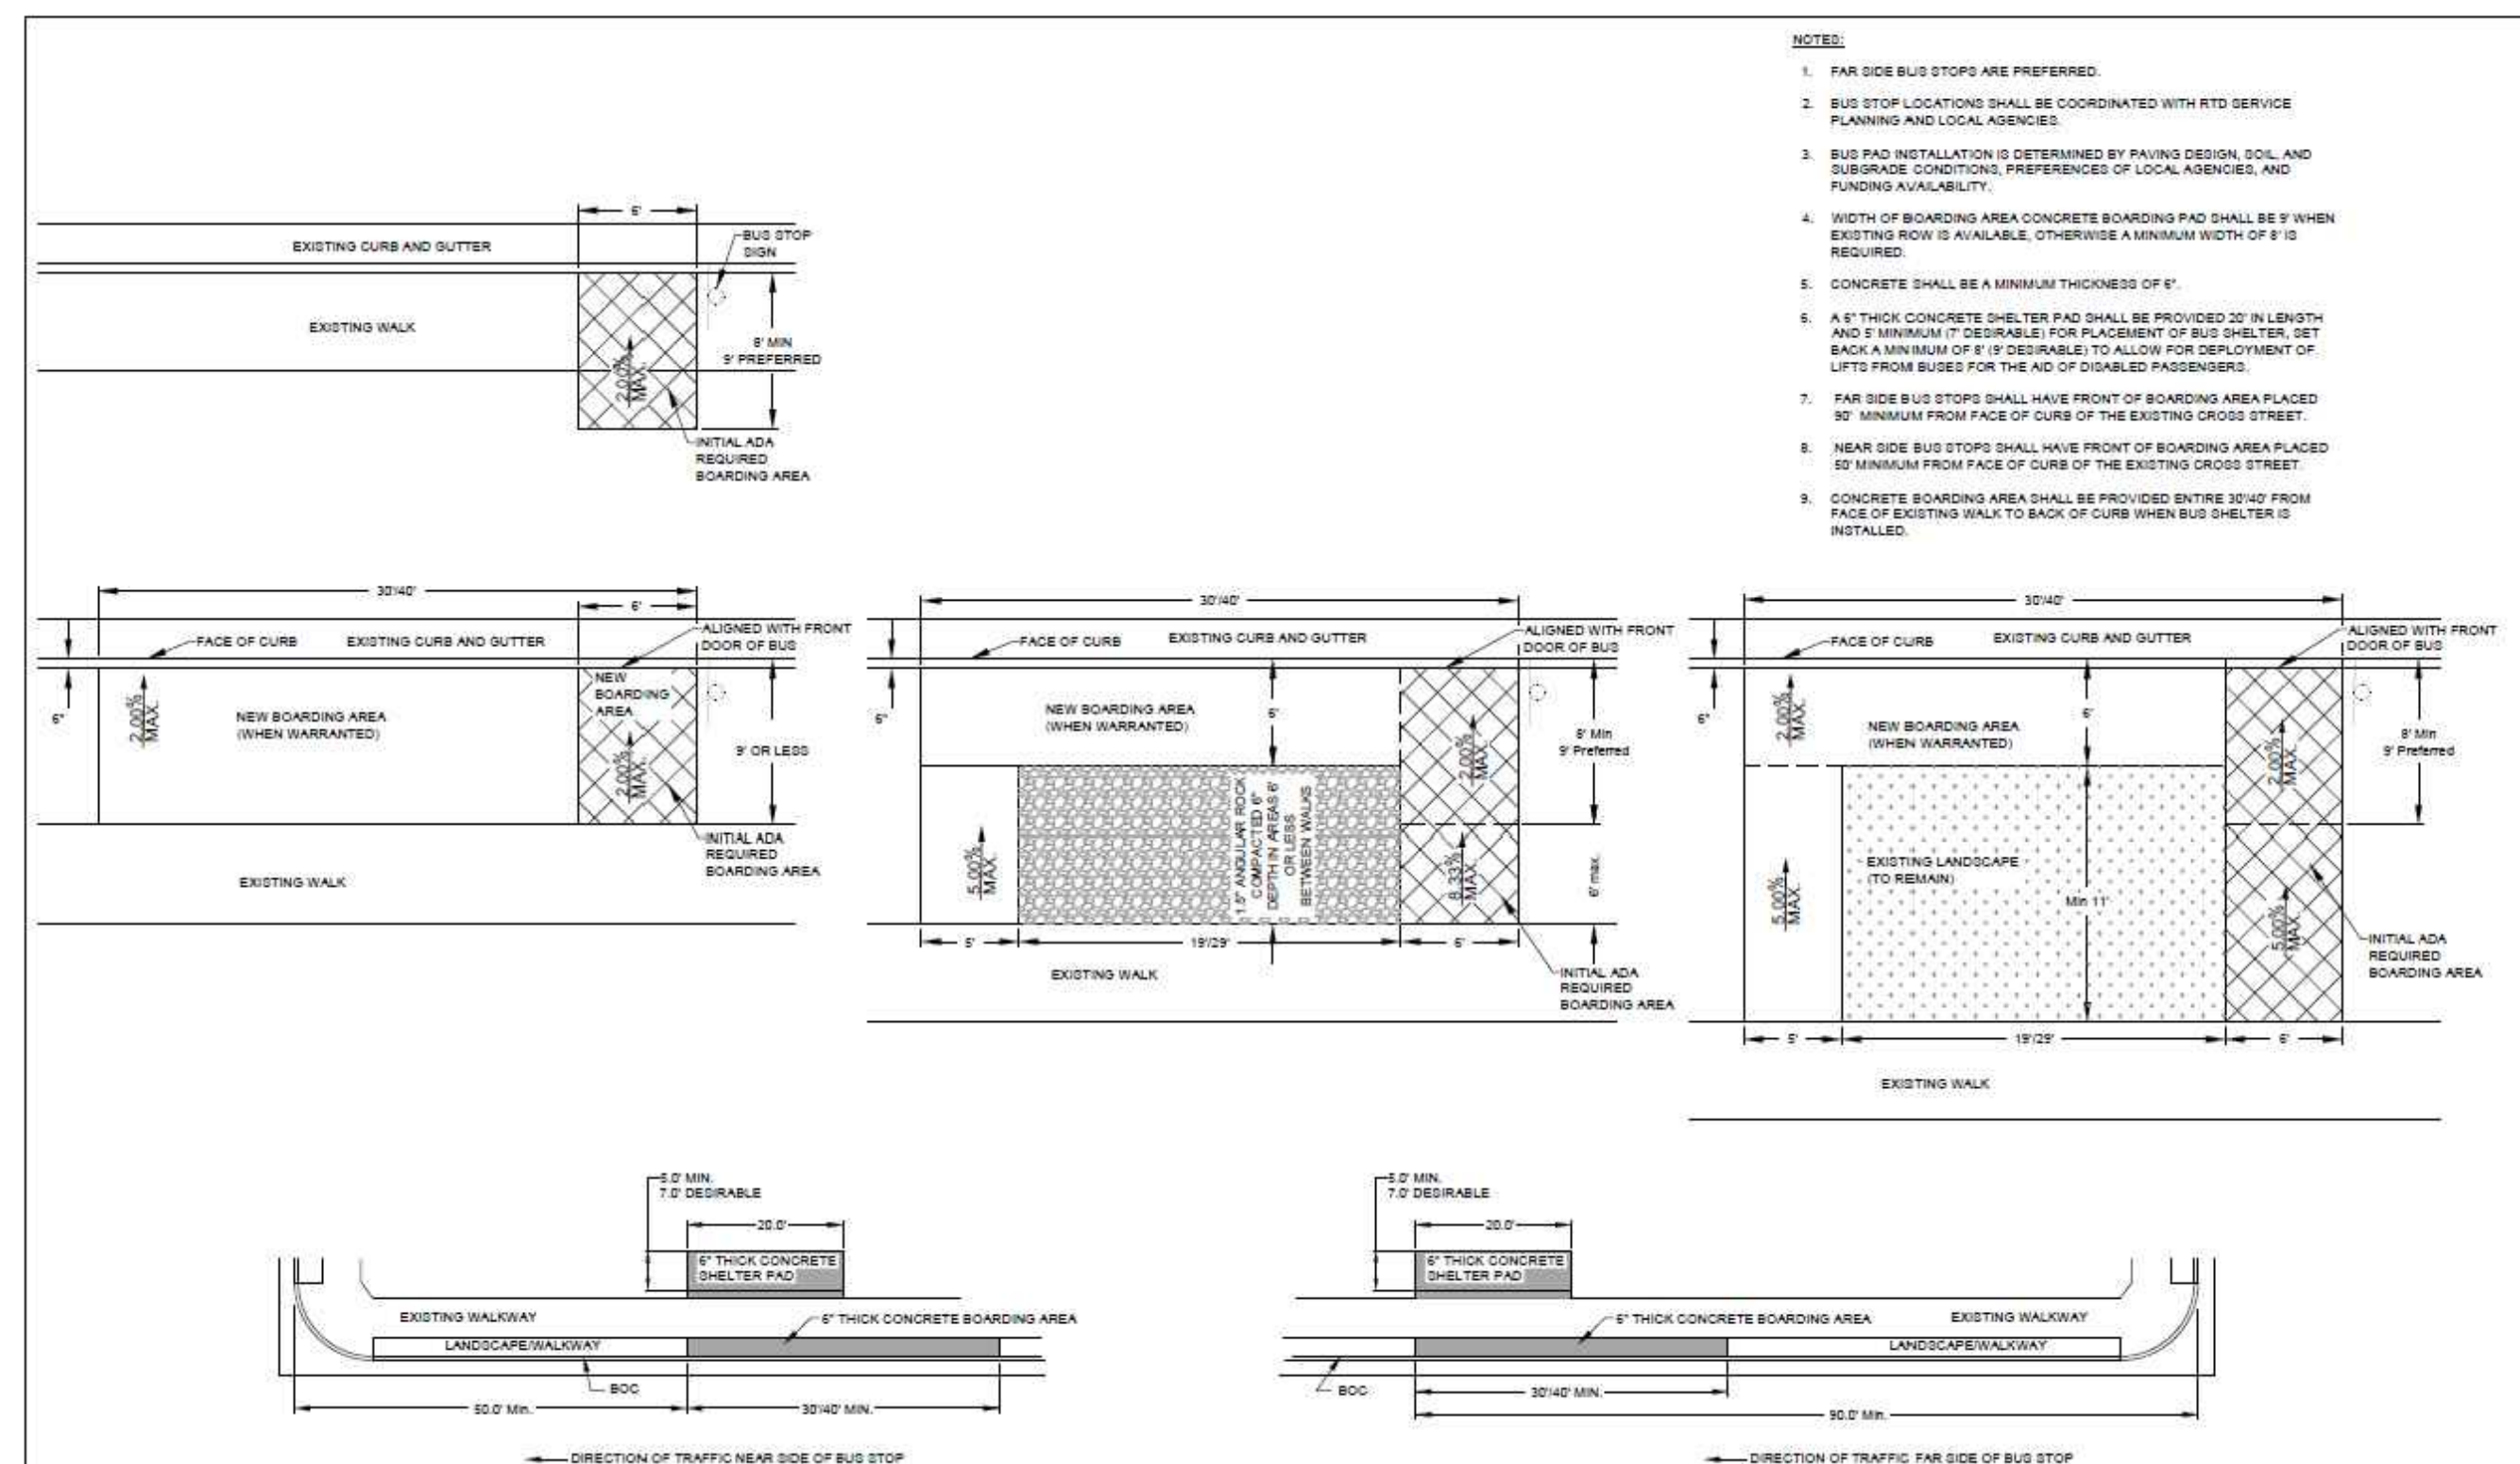 NOTES:
1. FAR SIDE BUS STOPS ARE PREFERRED.
2. BUS STOP LOCATIONS SHALL BE COORDINATED WITH RTD SERVICE
PLANNING AND LOCAL AGENCIES.
3. BUS PAD INSTALLATION IS DETERMINED BY PAVING DESIGN, SOIL, AND
SUBGRADE CONDITIONS, PREFERENCES OF LOCAL AGENCIES, AND
FUNDING AVAILABILITY.
4. WIDTH OF BOARDING AREA CONCRETE BOARDING PAD SHALL BE 9' WHEN
EXISTING ROW IS AVAILABLE, OTHERWISE A MINIMUM WIDTH OF 8' IS
REQUIRED.
5. CONCRETE SHALL BE A MINIMUM THICKNESS OF 6".
6. A 6" THICK CONCRETE SHELTER PAD SHALL BE PROVIDED 20' IN LENGTH
AND 5' MINIMUM (7' DESIRABLE) FOR PLACEMENT OF BUS SHELTER, SET
BACK A MINIMUM OF 8' (9' DESIRABLE) TO ALLOW FOR DEPLOYMENT OF
LIFTS FROM BUSES FOR THE AID OF DISABLED PASSENGERS.
7. FAR SIDE BUS STOPS SHALL HAVE FRONT OF BOARDING AREA PLACED
90' MINIMUM FROM FACE OF CURB OF THE EXISTING CROSS STREET.
8. NEAR SIDE BUS STOPS SHALL HAVE FRONT OF BOARDING AREA PLACED
50' MINIMUM FROM FACE OF CURB OF THE EXISTING CROSS STREET.
9. CONCRETE BOARDING AREA SHALL BE PROVIDED ENTIRE 30'/40' FROM
FACE OF EXISTING WALK TO BACK OF CURB WHEN BUS SHELTER IS
INSTALLED.
6'
EXISTING CURB AND GUTTER
BUS STOP
SIGN
EXISTING WALK
8' MIN
9' PREFERRED
2.00%
MAX.
INITIAL ADA
REQUIRED
BOARDING AREA
30'/40'
6'
FACE OF CURB
EXISTING CURB AND GUTTER
ALIGNED WITH FRONT
DOOR OF BUS
6"
2.00%
MAX.
NEW BOARDING AREA
(WHEN WARRANTED)
NEW
BOARDING
AREA
2.00%
MAX.
9' OR LESS
INITIAL ADA
REQUIRED
BOARDING AREA
EXISTING WALK
30'/40'
FACE OF CURB
EXISTING CURB AND GUTTER
ALIGNED WITH FRONT
DOOR OF BUS
6"
NEW BOARDING AREA
(WHEN WARRANTED)
6'
2.00%
MAX.
8' Min
9' Preferred
1.5" ANGULAR ROCK
COMPACTED 6"
DEPTH IN AREAS 6'
OR LESS
BETWEEN WALKS
5.00%
MAX.
8.33%
MAX.
6' max.
5'
19'/29'
6'
EXISTING WALK
INITIAL ADA
REQUIRED
BOARDING AREA
30'/40'
FACE OF CURB
EXISTING CURB AND GUTTER
ALIGNED WITH FRONT
DOOR OF BUS
6"
2.00%
MAX.
NEW BOARDING AREA
(WHEN WARRANTED)
6'
2.00%
MAX.
8' Min
9' Preferred
EXISTING LANDSCAPE
(TO REMAIN)
Min 11'
5.00%
MAX.
5.00%
MAX.
INITIAL ADA
REQUIRED
BOARDING AREA
5'
19'/29'
6'
EXISTING WALK
5.0' MIN.
7.0' DESIRABLE
20.0'
6" THICK CONCRETE
SHELTER PAD
EXISTING WALKWAY
6" THICK CONCRETE BOARDING AREA
LANDSCAPE/WALKWAY
BOC
50.0' Min.
30'/40' MIN.
DIRECTION OF TRAFFIC NEAR SIDE OF BUS STOP
5.0' MIN.
7.0' DESIRABLE
20.0'
6" THICK CONCRETE
SHELTER PAD
6" THICK CONCRETE BOARDING AREA
EXISTING WALKWAY
LANDSCAPE/WALKWAY
BOC
30'/40' MIN.
90.0' Min.
DIRECTION OF TRAFFIC FAR SIDE OF BUS STOP